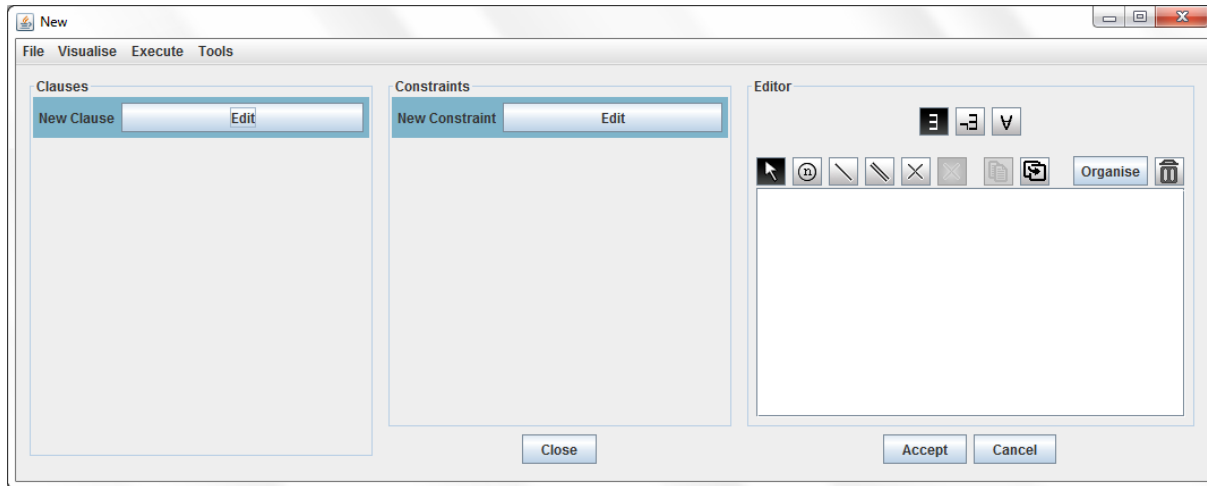 New
File Visualise Execute Tools
Clauses
New Clause Edit
Constraints
New Constraint Edit
Close
Editor
∃ ¬∃ ∀
n
Organise
Accept Cancel